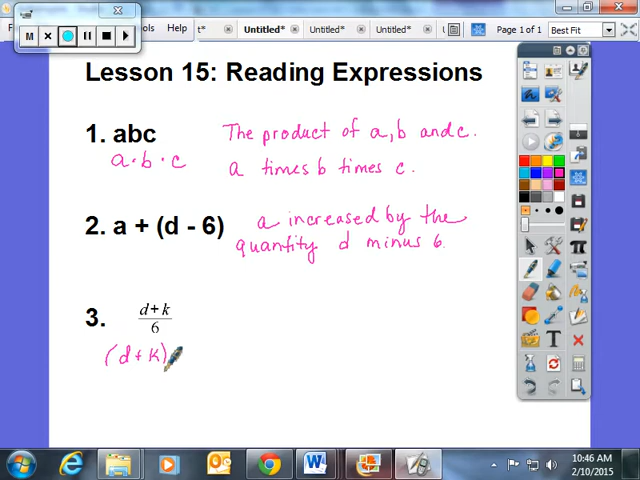 Tools Help t* Untitled* Untitled* Untitled* Page 1 of 1 Best Fit
M
Lesson 15: Reading Expressions
1. abc The product of a, b and c.
a · b · c a times b times c.
2. a + (d - 6) a increased by the
quantity d minus 6.
3. d + k
6
(d + k)
T
10:46 AM
2/10/2015